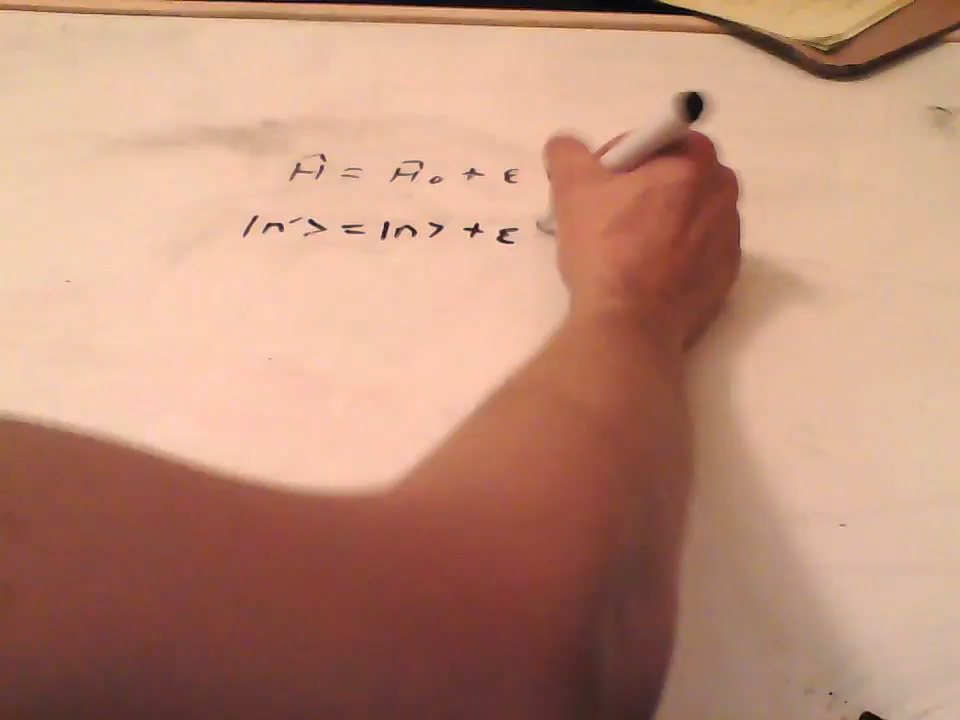 Ĥ = Ĥ₀ + ε
|n'> = |n> + ε